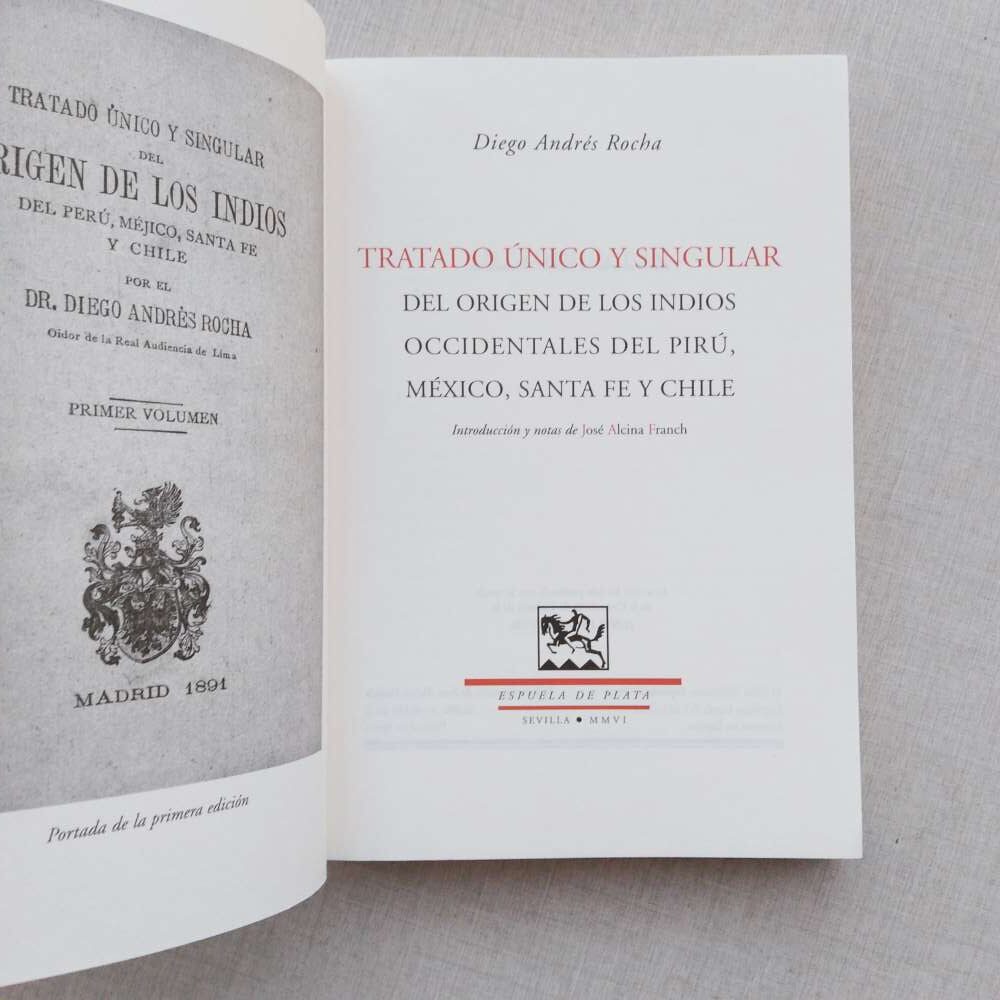 TRATADO ÚNICO Y SINGULAR
DEL
RIGEN DE LOS INDIOS
DEL PERÚ, MÉJICO, SANTA FE
Y CHILE
POR EL
DR. DIEGO ANDRÉS ROCHA
Oidor de la Real Audiencia de Lima
PRIMER VOLUMEN
MADRID 1891
Portada de la primera edición
Diego Andrés Rocha
TRATADO ÚNICO Y SINGULAR
DEL ORIGEN DE LOS INDIOS
OCCIDENTALES DEL PIRÚ,
MÉXICO, SANTA FE Y CHILE
Introducción y notas de José Alcina Franch
ESPUELA DE PLATA
SEVILLA • MMVI